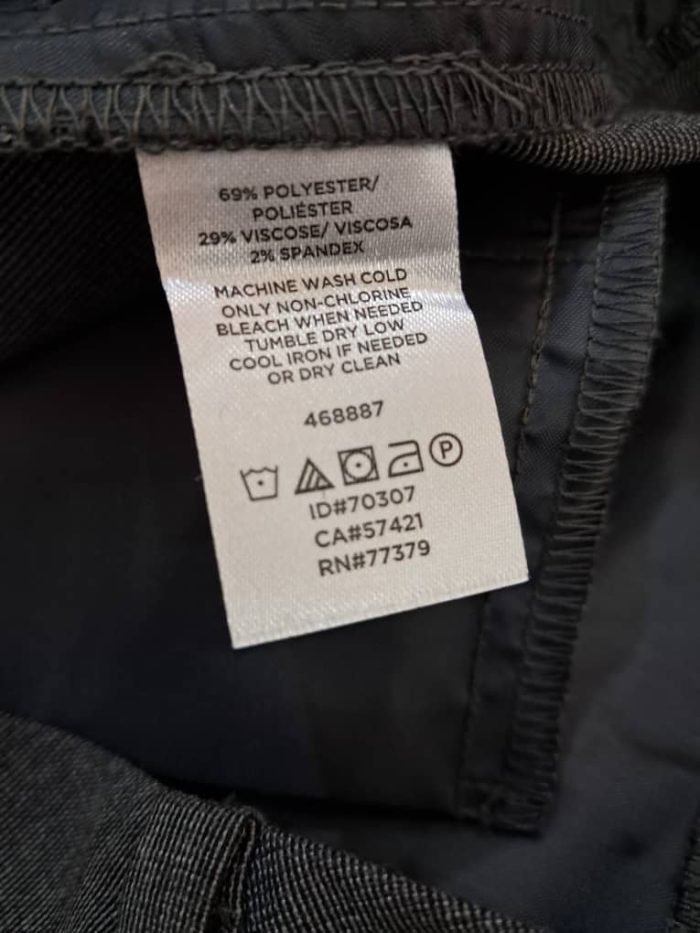 69% POLYESTER/
POLIÉSTER
29% VISCOSE/ VISCOSA
2% SPANDEX
MACHINE WASH COLD
ONLY NON-CHLORINE
BLEACH WHEN NEEDED
TUMBLE DRY LOW
COOL IRON IF NEEDED
OR DRY CLEAN
468887
P
ID#70307
CA#57421
RN#77379